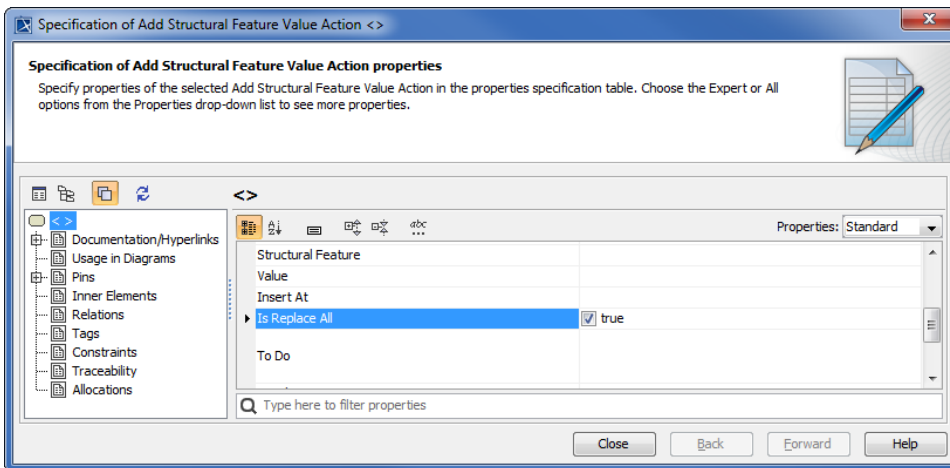 Specification of Add Structural Feature Value Action <>
Specification of Add Structural Feature Value Action properties
Specify properties of the selected Add Structural Feature Value Action in the properties specification table. Choose the Expert or All
options from the Properties drop-down list to see more properties.
<>
<>
Documentation/Hyperlinks
Usage in Diagrams
Pins
Inner Elements
Relations
Tags
Constraints
Traceability
Allocations
Properties: Standard
Structural Feature
Value
Insert At
Is Replace All true
To Do
Type here to filter properties
Close Back Forward Help